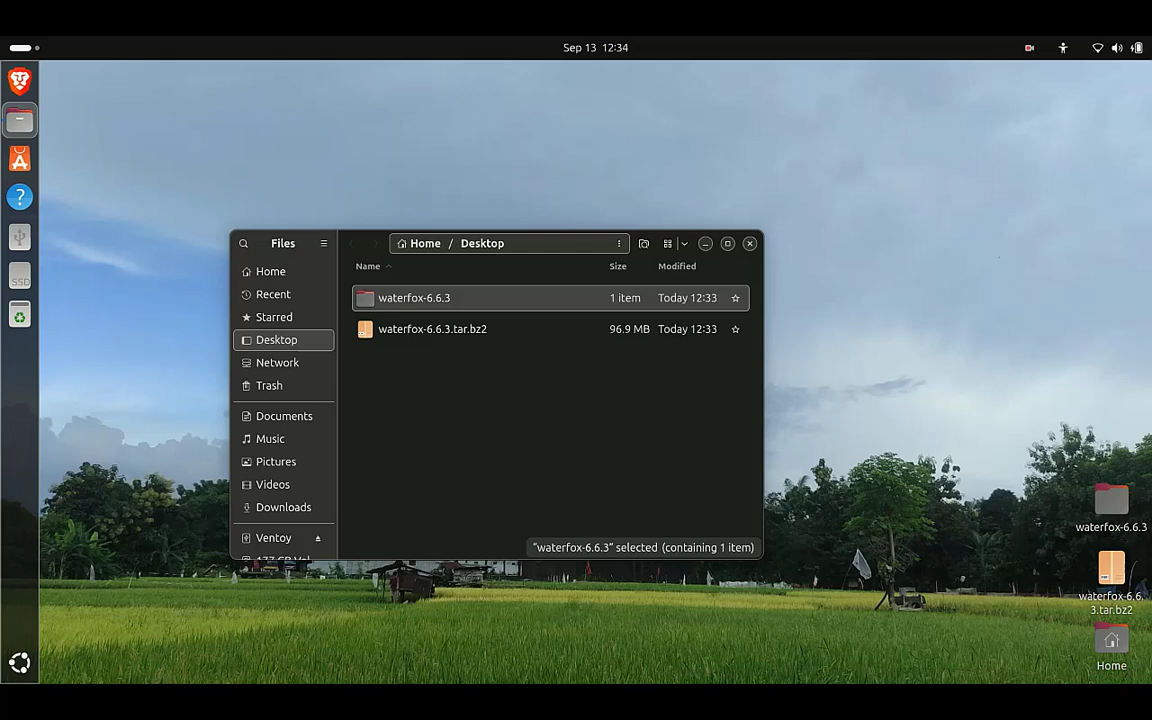 Sep 13 12:34
Files
Home / Desktop
Name Size Modified
Home
Recent
Starred
Desktop
Network
Trash
Documents
Music
Pictures
Videos
Downloads
Ventoy
waterfox-6.6.3 1 item Today 12:33
waterfox-6.6.3.tar.bz2 96.9 MB Today 12:33
"waterfox-6.6.3" selected (containing 1 item)
?
SSD
waterfox-6.6.3
waterfox-6.6.
3.tar.bz2
Home